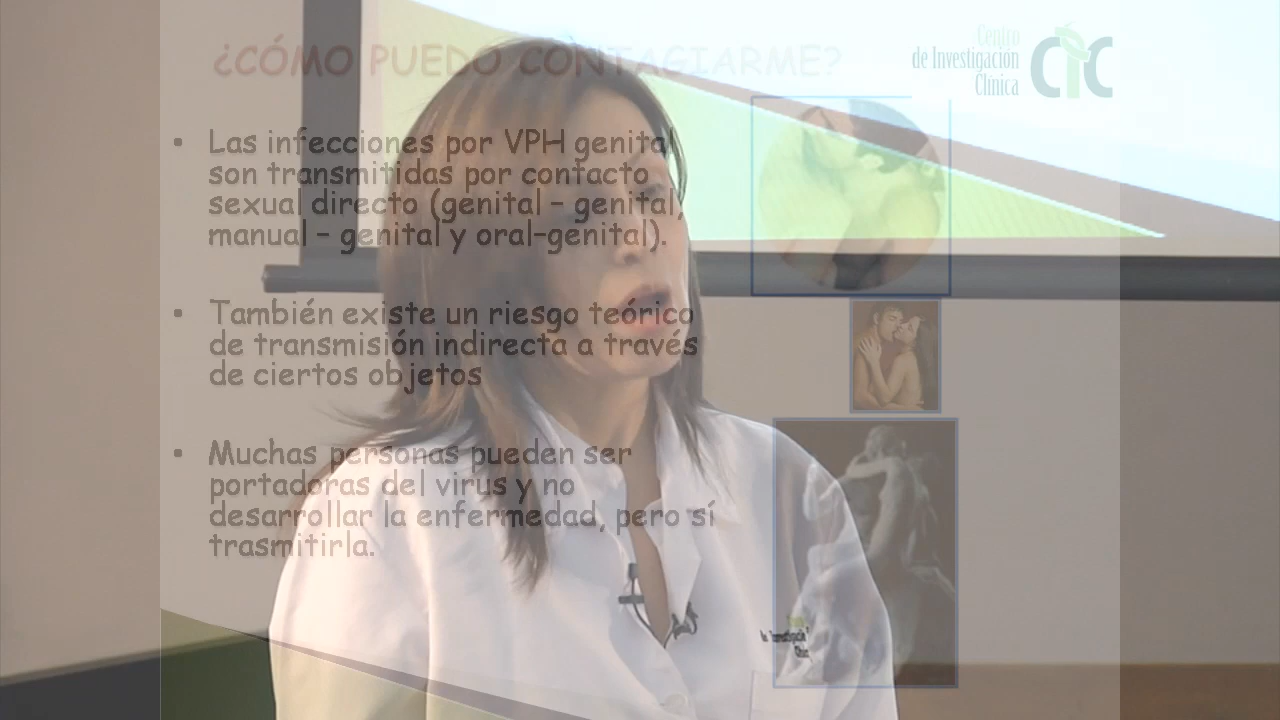 ¿CÓMO PUEDO CONTAGIARME?
Centro
de Investigación
Clínica
CIC
• Las infecciones por VPH genital
son transmitidas por contacto
sexual directo (genital – genital,
manual – genital y oral-genital).
• También existe un riesgo teórico
de transmisión indirecta a través
de ciertos objetos
• Muchas personas pueden ser
portadoras del virus y no
desarrollar la enfermedad, pero sí
trasmitirla.